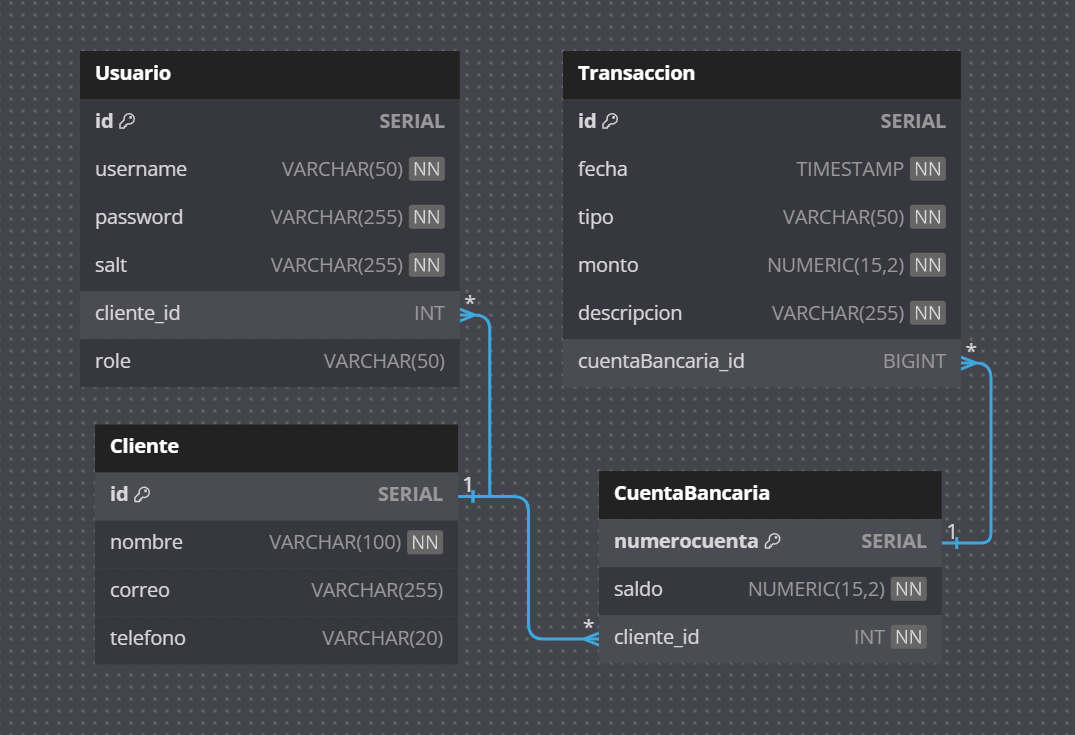 Usuario
id SERIAL
username VARCHAR(50) NN
password VARCHAR(255) NN
salt VARCHAR(255) NN
cliente_id INT *
role VARCHAR(50)
Transaccion
id SERIAL
fecha TIMESTAMP NN
tipo VARCHAR(50) NN
monto NUMERIC(15,2) NN
descripcion VARCHAR(255) NN
cuentaBancaria_id BIGINT *
Cliente
id SERIAL 1
nombre VARCHAR(100) NN
correo VARCHAR(255)
telefono VARCHAR(20)
CuentaBancaria
numerocuenta SERIAL 1
saldo NUMERIC(15,2) NN
* cliente_id INT NN